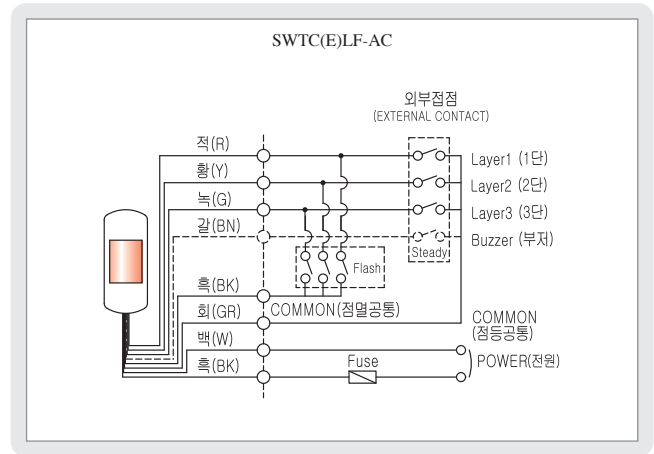 SWTC(E)LF-AC
외부접점
(EXTERNAL CONTACT)
적(R)
Layer1 (1단)
황(Y)
Layer2 (2단)
녹(G)
Layer3 (3단)
갈(BN)
Buzzer (부저)
Steady
Flash
흑(BK)
COMMON(점멸공통)
회(GR)
COMMON
(점등공통)
백(W)
POWER(전원)
Fuse
흑(BK)